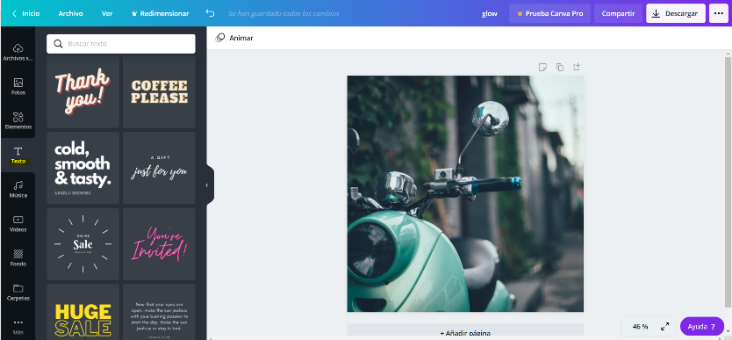 Inicio
Archivo
Ver
Redimensionar
Se han guardado todos los cambios
glow
Prueba Canva Pro
Compartir
Descargar
Buscar texto
Animar
Archivos s...
Fotos
Elementos
Texto
Música
Vídeos
Fondo
Carpetas
Más
Thank
you!
COFFEE
PLEASE
cold,
smooth
& tasty.
A GIFT
just for you
Sale
You're
Invited!
HUGE
SALE
Now that your eyes are
open, make the sun jealous
with your burning passion to
start the day. Make the sun
jealous or stay in bed.
+ Añadir página
46 %
Ayuda ?